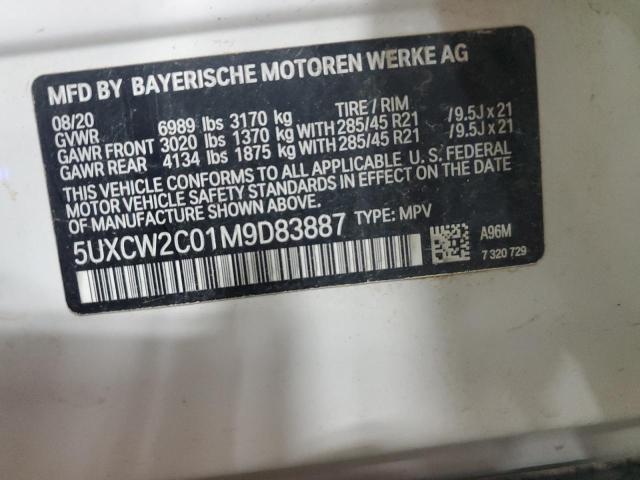 MFD BY BAYERISCHE MOTOREN WERKE AG
08/20 TIRE / RIM
GVWR 6989 lbs 3170 kg
GAWR FRONT 3020 lbs 1370 kg WITH 285/45 R21 / 9.5J x 21
GAWR REAR 4134 lbs 1875 kg WITH 285/45 R21 / 9.5J x 21
THIS VEHICLE CONFORMS TO ALL APPLICABLE U. S. FEDERAL
MOTOR VEHICLE SAFETY STANDARDS IN EFFECT ON THE DATE
OF MANUFACTURE SHOWN ABOVE.
5UXCW2C01M9D83887 TYPE: MPV
A96M
7 320 729